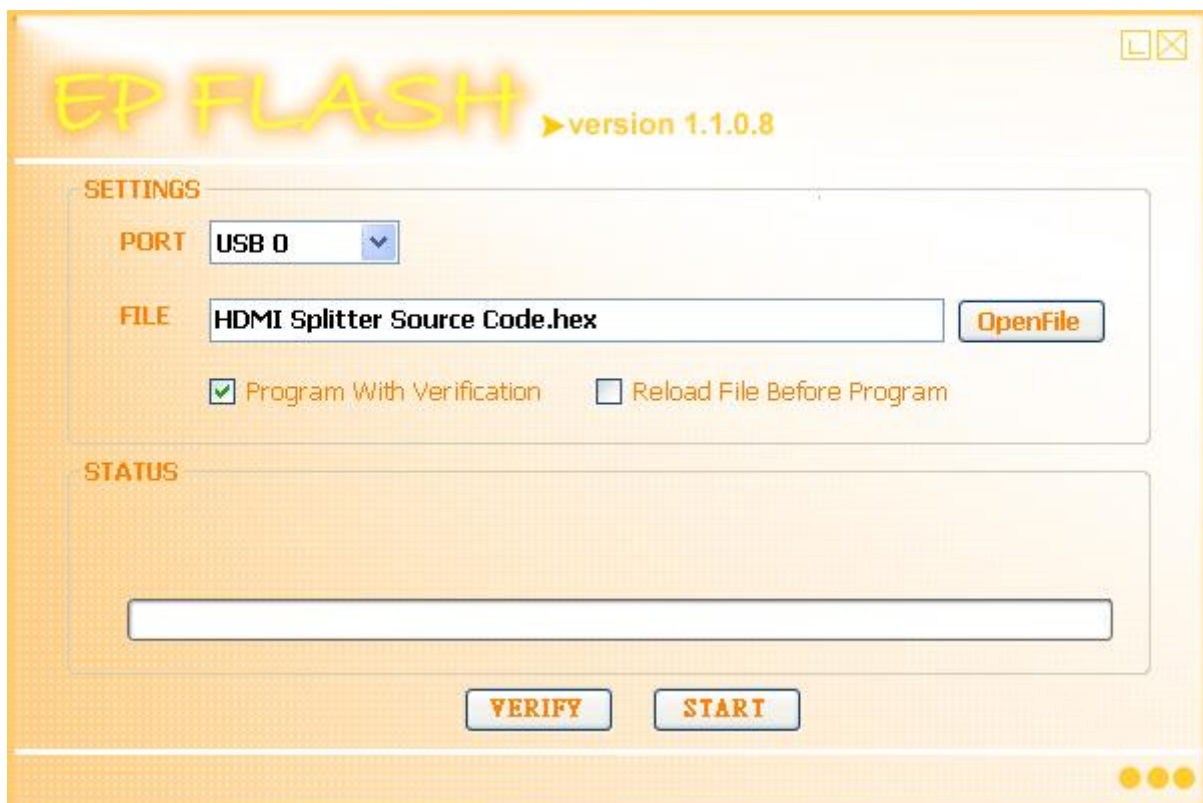 EP FLASH
➤version 1.1.0.8
SETTINGS
PORT USB 0
FILE HDMI Splitter Source Code.hex OpenFile
Program With Verification Reload File Before Program
STATUS
VERIFY START